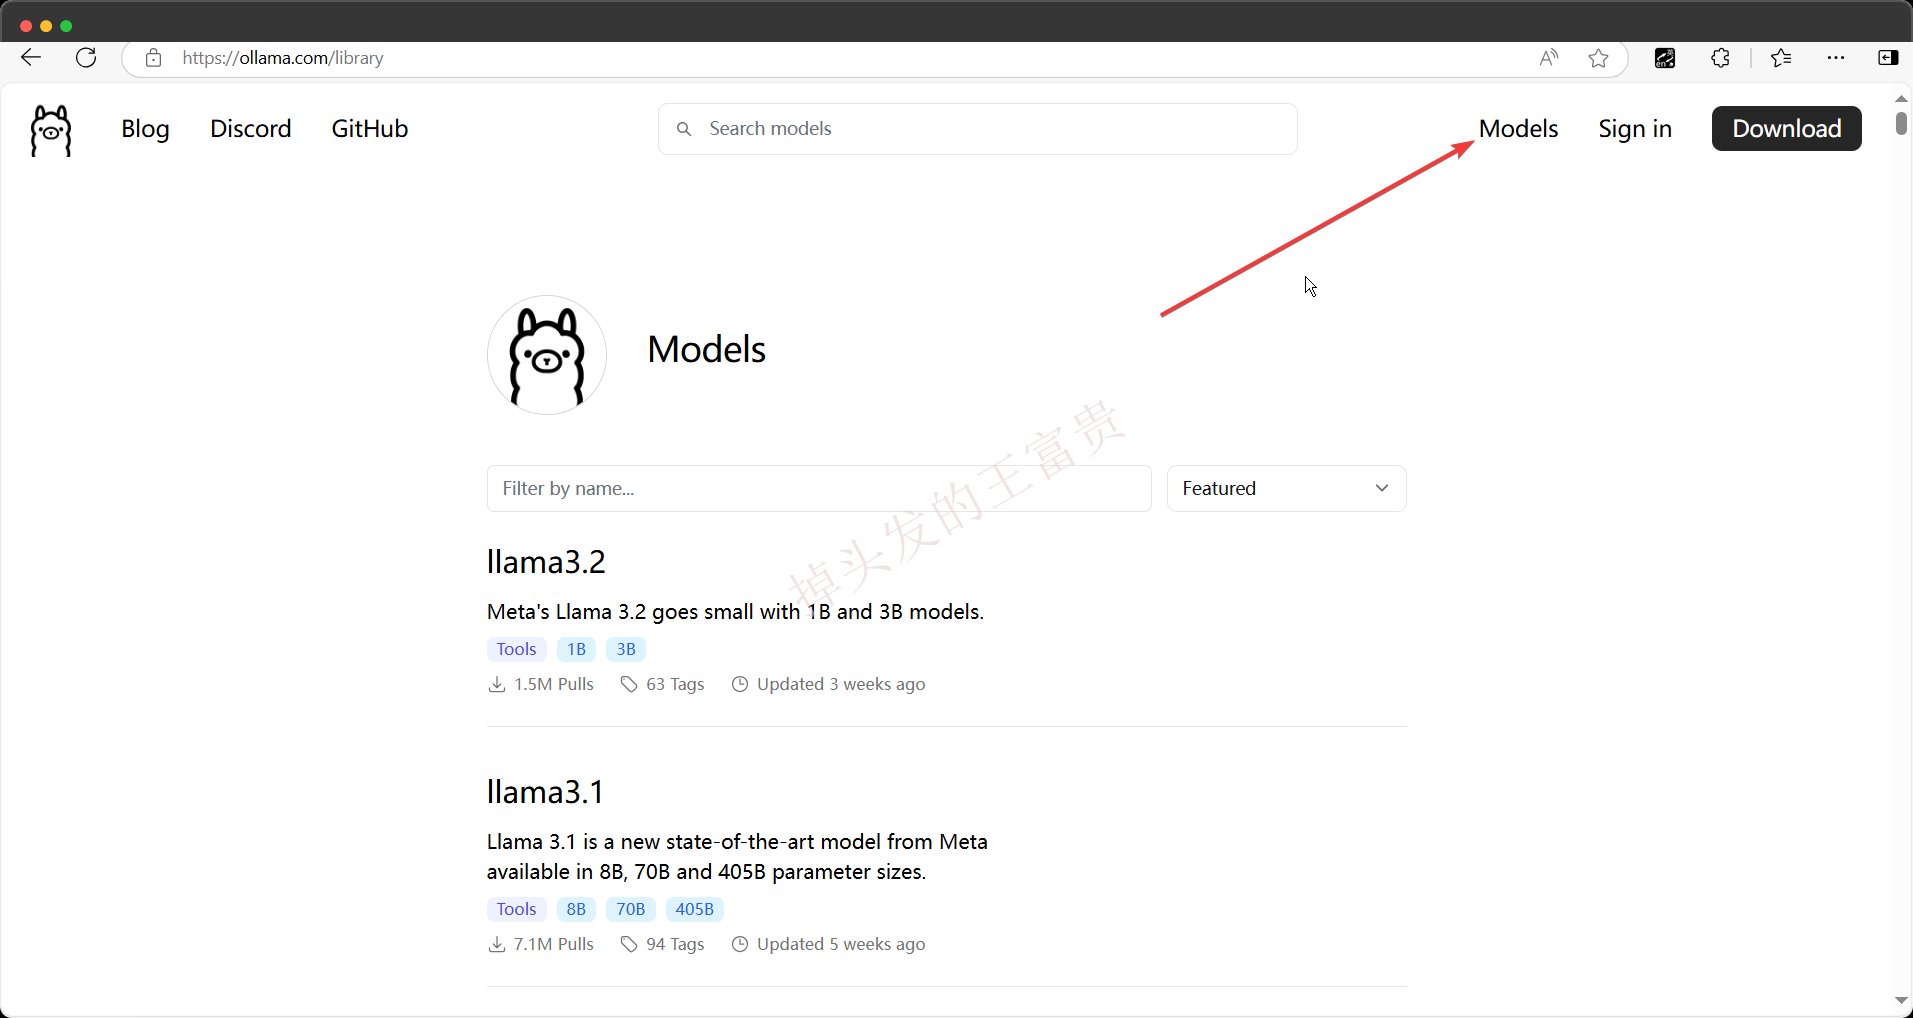 https://ollama.com/library
Blog
Discord
GitHub
Search models
Models
Sign in
Download
Models
Filter by name...
Featured
掉头发的王富贵
llama3.2
Meta's Llama 3.2 goes small with 1B and 3B models.
Tools 1B 3B
1.5M Pulls 63 Tags Updated 3 weeks ago
llama3.1
Llama 3.1 is a new state-of-the-art model from Meta
available in 8B, 70B and 405B parameter sizes.
Tools 8B 70B 405B
7.1M Pulls 94 Tags Updated 5 weeks ago